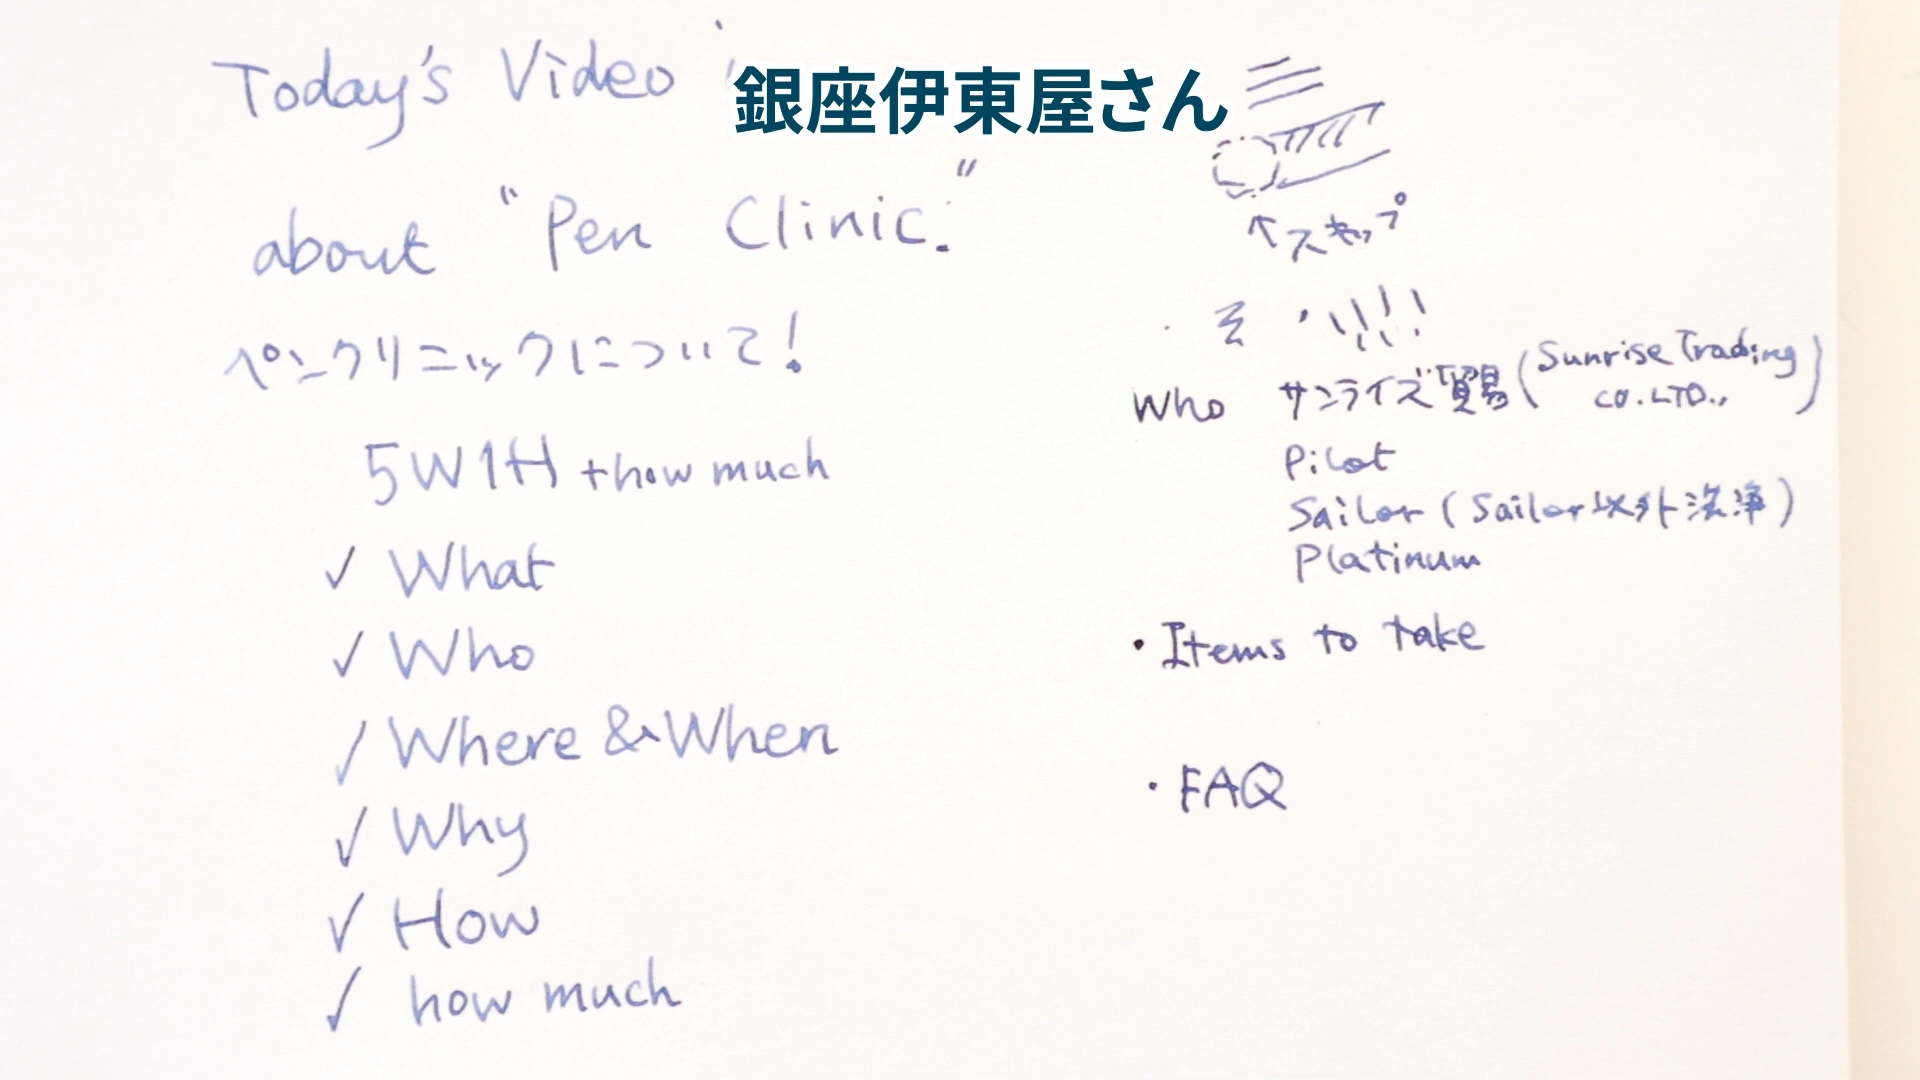 銀座伊東屋さん
Today's Video
about "Pen Clinic."
ペンクリニックについて!
5W1H +how much
✓ What
✓ Who
✓ Where & When
✓ Why
✓ How
✓ how much
↑スキップ
Who サンライズ貿易 (Sunrise Trading CO.LTD.,)
Pilot
Sailor (Sailor以外洗浄)
Platinum
・Items to take
・FAQ